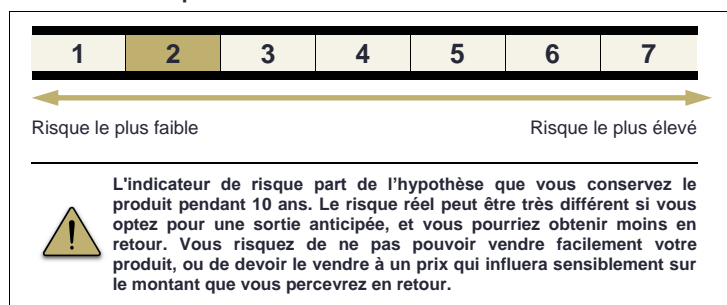 1 2 3 4 5 6 7
Risque le plus faible Risque le plus élevé
L'indicateur de risque part de l’hypothèse que vous conservez le
produit pendant 10 ans. Le risque réel peut être très différent si vous
optez pour une sortie anticipée, et vous pourriez obtenir moins en
retour. Vous risquez de ne pas pouvoir vendre facilement votre
produit, ou de devoir le vendre à un prix qui influera sensiblement sur
le montant que vous percevrez en retour.